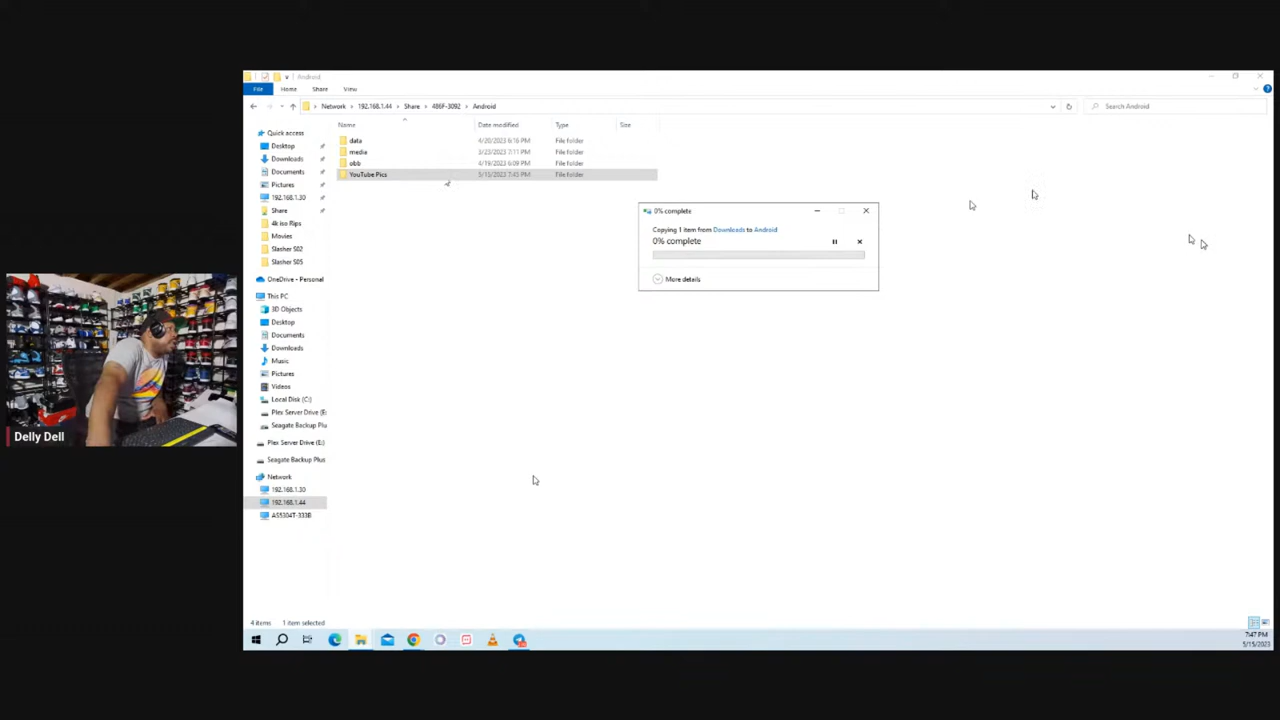 Android
File Home Share View
Network > 192.168.1.44 > Share > 486F-3092 > Android
Search Android
Name Date modified Type Size
data 4/20/2023 6:16 PM File folder
media 3/23/2023 7:11 PM File folder
obb 4/19/2023 6:09 PM File folder
YouTube Pics 5/15/2023 7:45 PM File folder
Quick access
Desktop
Downloads
Documents
Pictures
192.168.1.30
Share
4k iso Rips
Movies
Slasher S02
Slasher S05
OneDrive - Personal
This PC
3D Objects
Desktop
Documents
Downloads
Music
Pictures
Videos
Local Disk (C:)
Plex Server Drive (E:
Seagate Backup Plu
Plex Server Drive (E:)
Seagate Backup Plus
Network
192.168.1.30
192.168.1.44
AS5304T-333B
0% complete
Copying 1 item from Downloads to Android
0% complete
More details
Delly Dell
4 items 1 item selected
7:47 PM
5/15/2023